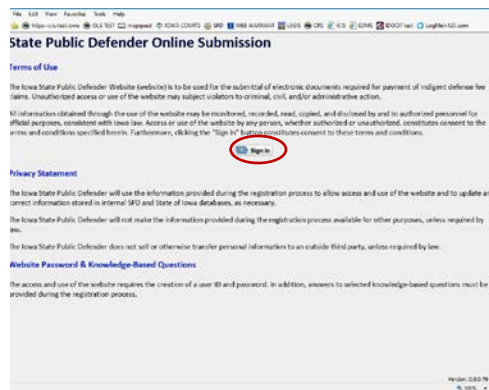 File Edit View Favorites Tools Help
IOWA COURTS SPD WEB WARRANT
State Public Defender Online Submission
Terms of Use
The Iowa State Public Defender Website (website) is to be used for the submittal of electronic documents required for payment of indigent defense fee
claims. Unauthorized access or use of the website may subject violators to criminal, civil, and/or administrative action.
All information obtained through the use of the website may be monitored, recorded, read, copied, and disclosed by and to authorized personnel for
official purposes, consistent with Iowa law. Access or use of the website by any person, whether authorized or unauthorized, constitutes consent to the
terms and conditions specified herein. Furthermore, clicking the "Sign In" button constitutes consent to these terms and conditions.
Sign In
Privacy Statement
The Iowa State Public Defender will use the information provided during the registration process to allow access and use of the website and to update an
correct information stored in internal SPD and State of Iowa databases, as necessary.
The Iowa State Public Defender will not make the information provided during the registration process available for other purposes, unless required by
law.
The Iowa State Public Defender does not sell or otherwise transfer personal information to an outside third party, unless required by law.
Website Password & Knowledge-Based Questions
The access and use of the website requires the creation of a user ID and password. In addition, answers to selected knowledge-based questions must be
provided during the registration process.
Version:
100%